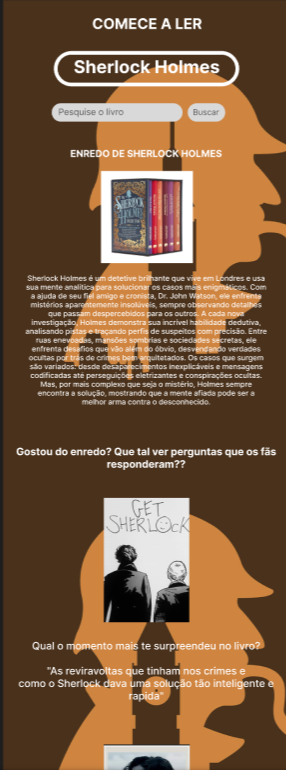 COMECE A LER
Sherlock Holmes
Pesquise o livro
Buscar
ENREDO DE SHERLOCK HOLMES
SHERLOCK
HOLMES
Sherlock Holmes é um detetive brilhante que vive em Londres e usa
sua mente analítica para solucionar os casos mais enigmáticos. Com
a ajuda de seu fiel amigo e cronista, Dr. John Watson, ele enfrenta
mistérios aparentemente insolúveis, sempre observando detalhes
que passam despercebidos para os outros. A cada nova
investigação, Holmes demonstra sua incrível habilidade dedutiva,
analisando pistas e traçando perfis de suspeitos com precisão. Entre
ruas enevoadas, mansões sombrias e sociedades secretas, ele
enfrenta desafios que vão além do óbvio, desvendando verdades
ocultas por trás de crimes bem arquitetados. Os casos que surgem
são variados: desde desaparecimentos inexplicáveis e mensagens
codificadas até perseguições eletrizantes e conspirações ocultas.
Mas, por mais complexo que seja o mistério, Holmes sempre
encontra a solução, mostrando que a mente afiada pode ser a
melhor arma contra o desconhecido.
Gostou do enredo? Que tal ver perguntas que os fãs
responderam??
GET
SHERLOCK
Qual o momento mais te surpreendeu no livro?
"As reviravoltas que tinham nos crimes e
como o Sherlock dava uma solução tão inteligente e
rapida"